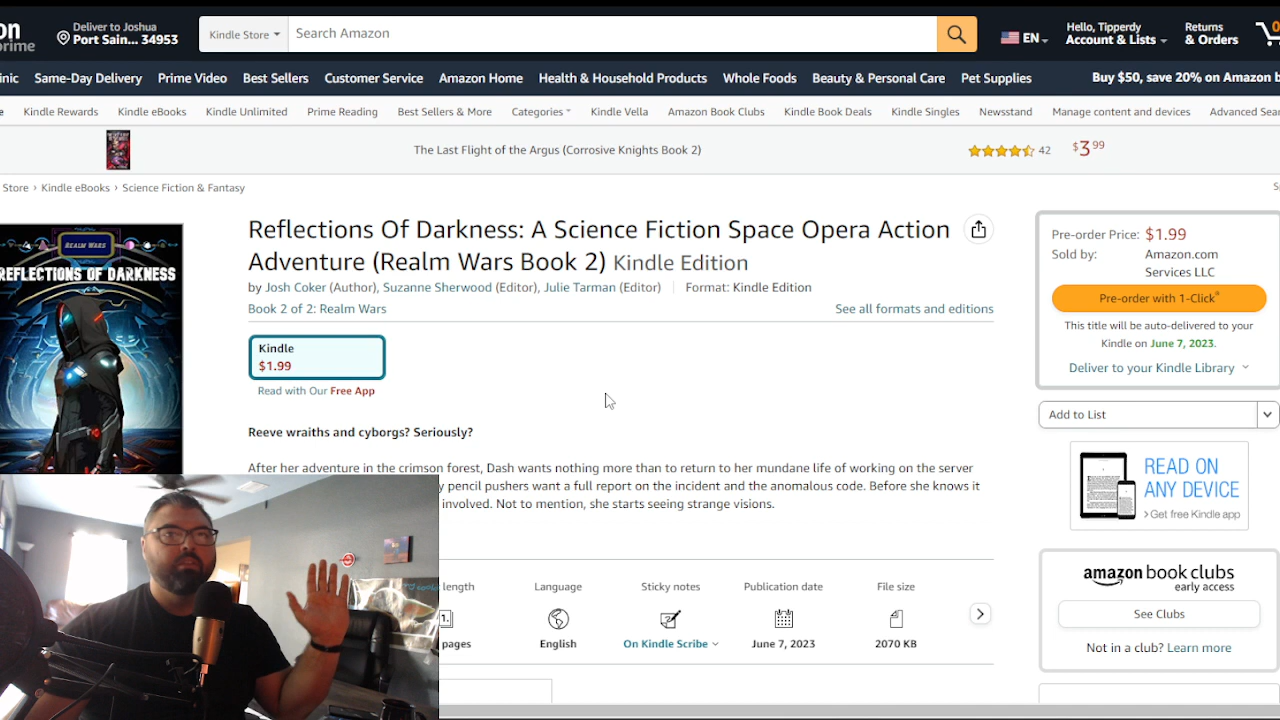 on
prime
Deliver to Joshua
Port Sain... 34953
Kindle Store
Search Amazon
EN
Hello, Tipperdy
Account & Lists
Returns
& Orders
0
inic Same-Day Delivery Prime Video Best Sellers Customer Service Amazon Home Health & Household Products Whole Foods Beauty & Personal Care Pet Supplies Buy $50, save 20% on Amazon b
e Kindle Rewards Kindle eBooks Kindle Unlimited Prime Reading Best Sellers & More Categories Kindle Vella Amazon Book Clubs Kindle Book Deals Kindle Singles Newsstand Manage content and devices Advanced Sear
The Last Flight of the Argus (Corrosive Knights Book 2) 42 $3 99
Store › Kindle eBooks › Science Fiction & Fantasy
Sp
REALM WARS
REFLECTIONS OF DARKNESS
Reflections Of Darkness: A Science Fiction Space Opera Action
Adventure (Realm Wars Book 2) Kindle Edition
by Josh Coker (Author), Suzanne Sherwood (Editor), Julie Tarman (Editor) | Format: Kindle Edition
Book 2 of 2: Realm Wars
See all formats and editions
Kindle
$1.99
Read with Our Free App
Reeve wraiths and cyborgs? Seriously?
After her adventure in the crimson forest, Dash wants nothing more than to return to her mundane life of working on the server
y pencil pushers want a full report on the incident and the anomalous code. Before she knows it
involved. Not to mention, she starts seeing strange visions.
length
pages
Language
English
Sticky notes
On Kindle Scribe
Publication date
June 7, 2023
File size
2070 KB
Pre-order Price: $1.99
Sold by: Amazon.com
Services LLC
Pre-order with 1-Click®
This title will be auto-delivered to your
Kindle on June 7, 2023.
Deliver to your Kindle Library
Add to List
READ ON
ANY DEVICE
› Get free Kindle app
amazon book clubs
early access
See Clubs
Not in a club? Learn more